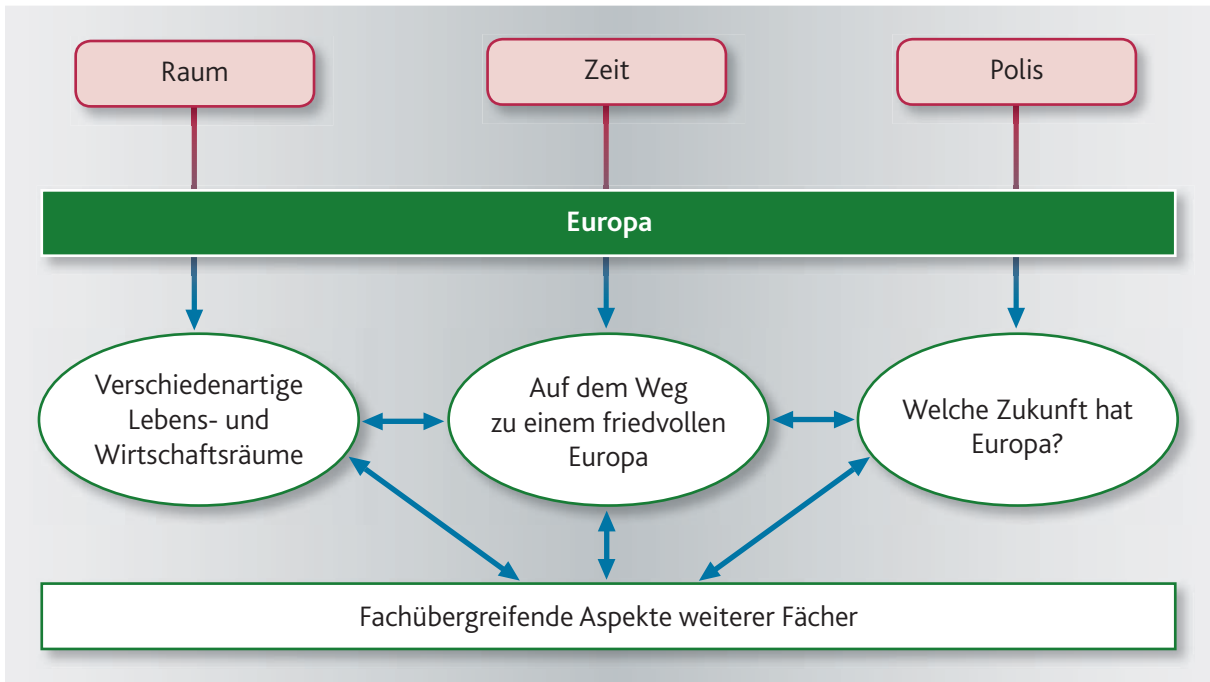 Raum
Zeit
Polis
Europa
Verschiedenartige
Lebens- und
Wirtschaftsräume
Auf dem Weg
zu einem friedvollen
Europa
Welche Zukunft hat
Europa?
Fachübergreifende Aspekte weiterer Fächer